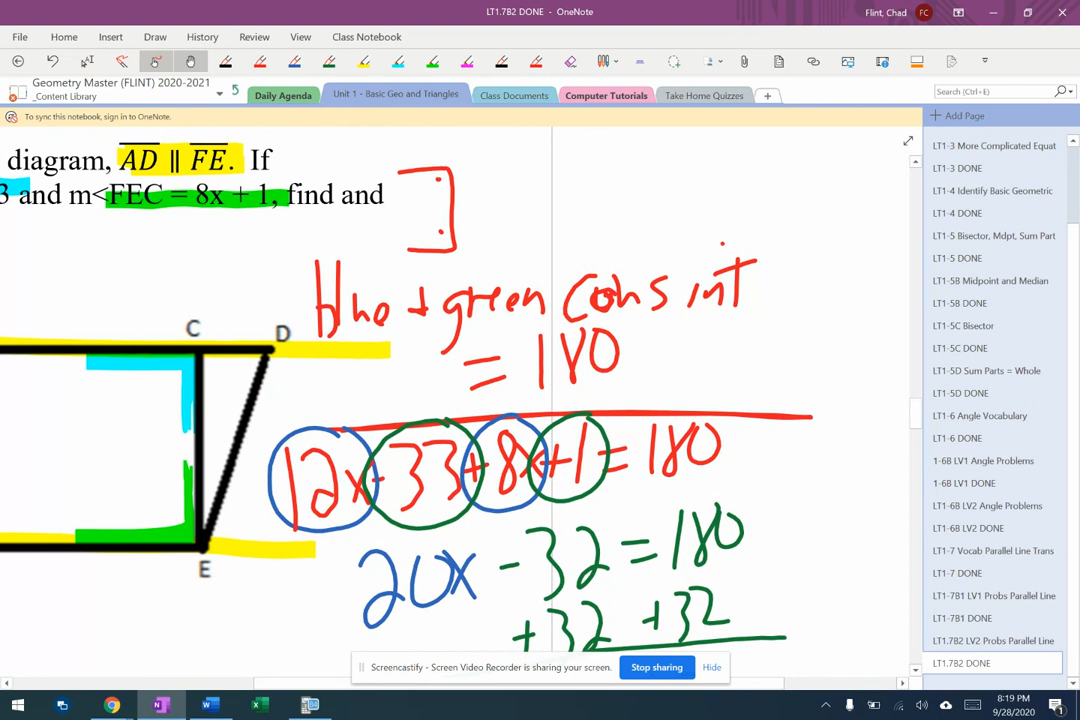 LT1.7B2 DONE - OneNote
Flint, Chad FC
File Home Insert Draw History Review View Class Notebook
Geometry Master (FLINT) 2020-2021
_Content Library
Daily Agenda Unit 1 - Basic Geo and Triangles Class Documents Computer Tutorials Take Home Quizzes
Search (Ctrl+E)
To sync this notebook, sign in to OneNote.
Add Page
LT1-3 More Complicated Equat
LT1-3 DONE
LT1-4 Identify Basic Geometric
LT1-4 DONE
LT1-5 Bisector, Mdpt, Sum Part
LT1-5 DONE
LT1-5B Midpoint and Median
LT1-5B DONE
LT1-5C Bisector
LT1-5C DONE
LT1-5D Sum Parts = Whole
LT1-5D DONE
LT1-6 Angle Vocabulary
LT1-6 DONE
1-6B LV1 Angle Problems
1-6B LV1 DONE
LT1-6B LV2 Angle Problems
LT1-6B LV2 DONE
LT1-7 Vocab Parallel Line Trans
LT1-7 DONE
LT1-7B1 LV1 Probs Parallel Line
LT1-7B1 DONE
LT1.7B2 LV2 Probs Parallel Line
LT1.7B2 DONE
diagram, AD ∥ FE. If
3 and m<FEC = 8x + 1, find and
blue + green cons int
= 180
C D
12x - 33 + 8x + 1 = 180
20x - 32 = 180
+32 +32
E
Screencastify - Screen Video Recorder is sharing your screen. Stop sharing Hide
8:19 PM
9/28/2020